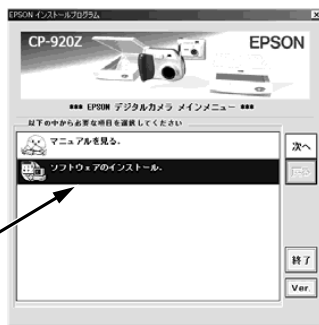 EPSON インストールプログラム
CP-920Z
EPSON
*** EPSON デジタルカメラ メインメニュー ***
以下の中から必要な項目を選択してください
マニュアルを見る.
ソフトウェアのインストール.
次へ
終了
Ver.